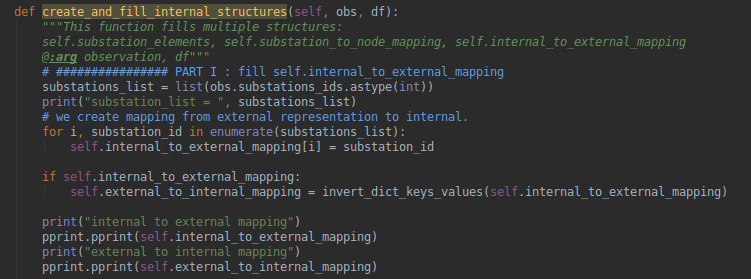 def create_and_fill_internal_structures(self, obs, df):
"""This function fills multiple structures:
self.substation_elements, self.substation_to_node_mapping, self.internal_to_external_mapping
@:arg observation, df"""
# ################ PART I : fill self.internal_to_external_mapping
substations_list = list(obs.substations_ids.astype(int))
print("substation_list = ", substations_list)
# we create mapping from external representation to internal.
for i, substation_id in enumerate(substations_list):
self.internal_to_external_mapping[i] = substation_id
if self.internal_to_external_mapping:
self.external_to_internal_mapping = invert_dict_keys_values(self.internal_to_external_mapping)
print("internal to external mapping")
pprint.pprint(self.internal_to_external_mapping)
print("external to internal mapping")
pprint.pprint(self.external_to_internal_mapping)